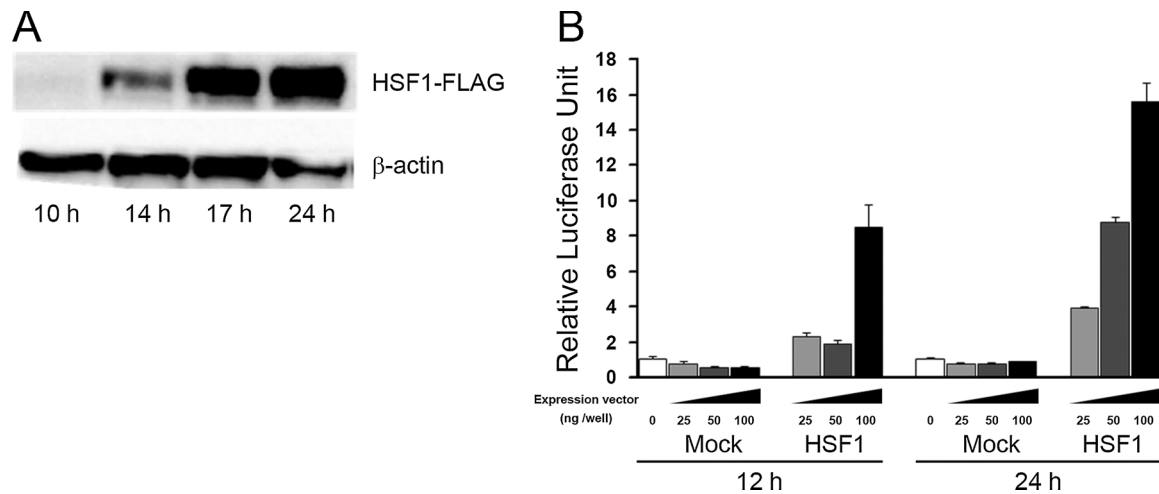 A
HSF1-FLAG
β-actin
10 h 14 h 17 h 24 h
B
Relative Luciferase Unit
18
16
14
12
10
8
6
4
2
0
Expression vector
(ng /well)
0 25 50 100 25 50 100 0 25 50 100 25 50 100
Mock HSF1 Mock HSF1
12 h 24 h